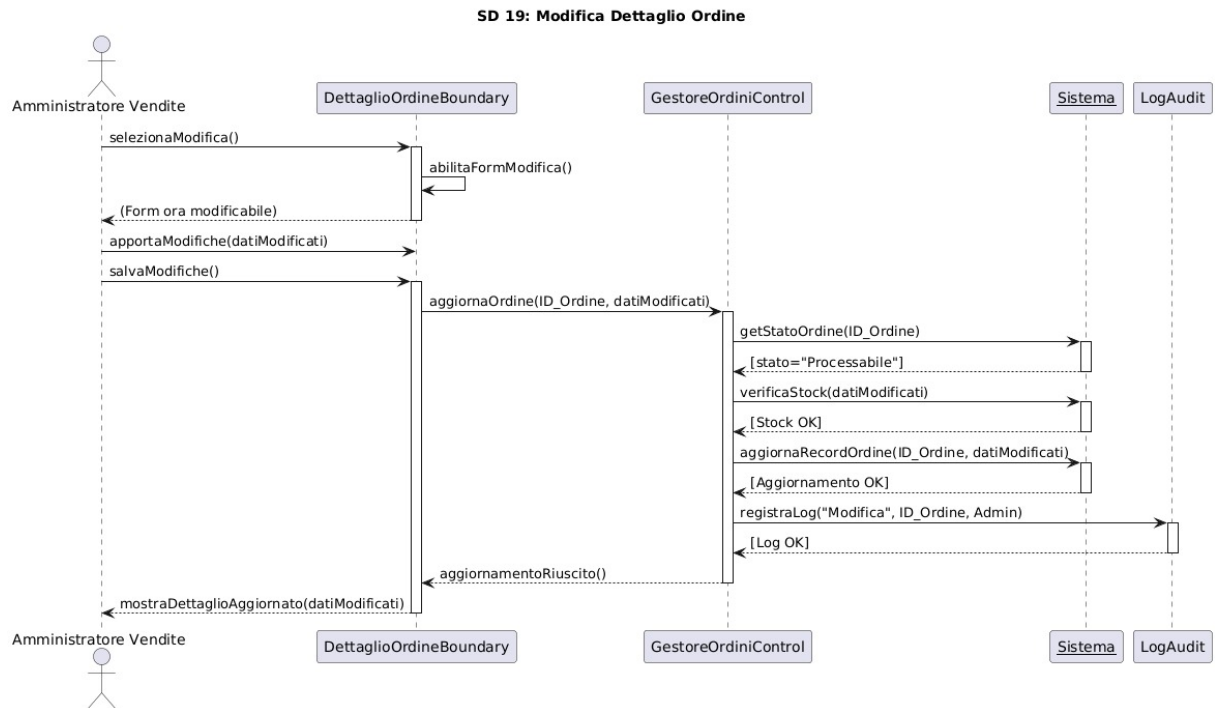 SD 19: Modifica Dettaglio Ordine
Amministratore Vendite
DettaglioOrdineBoundary
GestoreOrdiniControl
Sistema
LogAudit
selezionaModifica()
abilitaFormModifica()
(Form ora modificabile)
apportaModifiche(datiModificati)
salvaModifiche()
aggiornaOrdine(ID_Ordine, datiModificati)
getStatoOrdine(ID_Ordine)
[stato="Processabile"]
verificaStock(datiModificati)
[Stock OK]
aggiornaRecordOrdine(ID_Ordine, datiModificati)
[Aggiornamento OK]
registraLog("Modifica", ID_Ordine, Admin)
[Log OK]
aggiornamentoRiuscito()
mostraDettaglioAggiornato(datiModificati)
Amministratore Vendite
DettaglioOrdineBoundary
GestoreOrdiniControl
Sistema
LogAudit